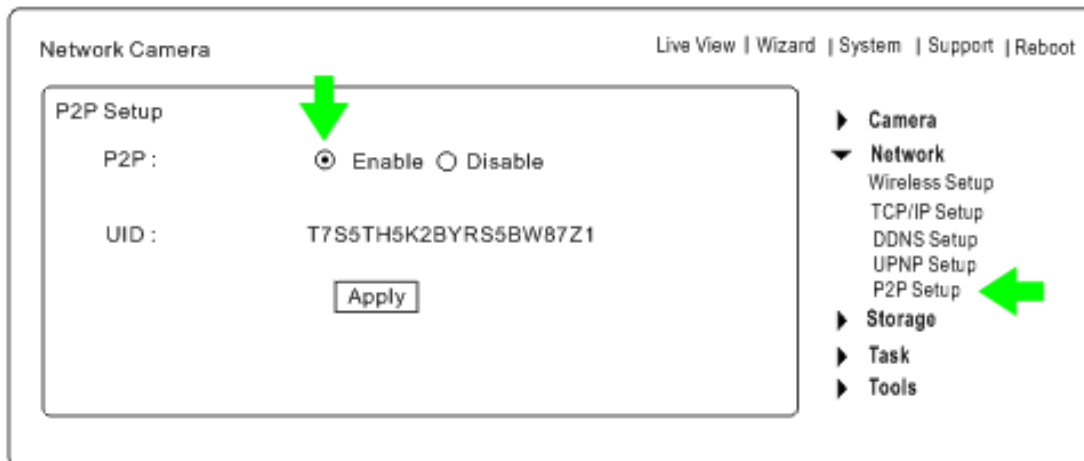 Network Camera
Live View | Wizard | System | Support | Reboot
P2P Setup
P2P : Enable Disable
UID : T7S5TH5K2BYRS5BW87Z1
Apply
Camera
Network
Wireless Setup
TCP/IP Setup
DDNS Setup
UPNP Setup
P2P Setup
Storage
Task
Tools